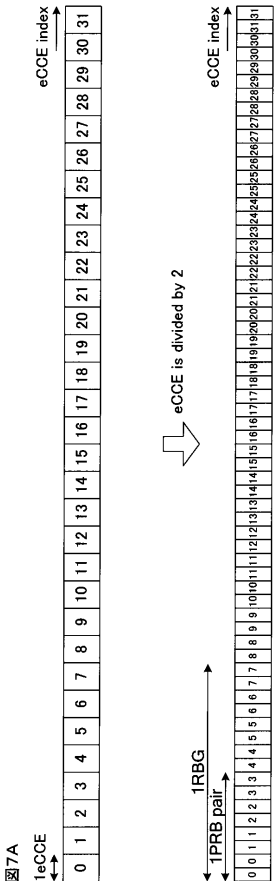 図7A
1eCCE
eCCE index
0 1 2 3 4 5 6 7 8 9 10 11 12 13 14 15 16 17 18 19 20 21 22 23 24 25 26 27 28 29 30 31
eCCE is divided by 2
1RBG
1PRB pair
eCCE index
0 0 1 1 2 2 3 3 4 4 5 5 6 6 7 7 8 8 9 9 10 10 11 11 12 12 13 13 14 14 15 15 16 16 17 17 18 18 19 19 20 20 21 21 22 22 23 23 24 24 25 25 26 26 27 27 28 28 29 29 30 30 31 31